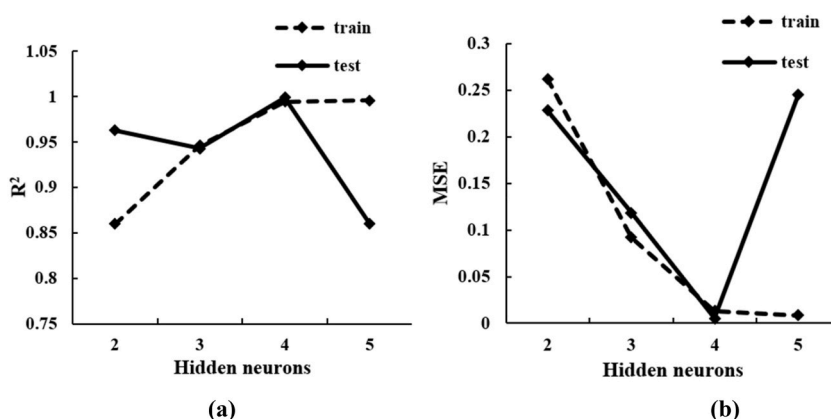 train
test
1.05
1
0.95
0.9
0.85
0.8
0.75
R²
2 3 4 5
Hidden neurons
(a)
train
test
0.3
0.25
0.2
0.15
0.1
0.05
0
MSE
2 3 4 5
Hidden neurons
(b)